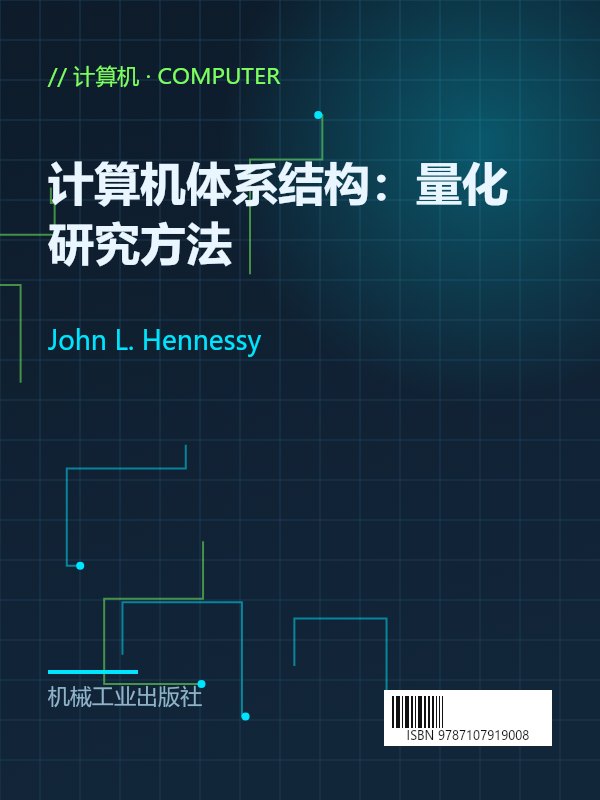 // 计算机 · COMPUTER
计算机体系结构：量化
研究方法
John L. Hennessy
机械工业出版社
ISBN 9787107919008